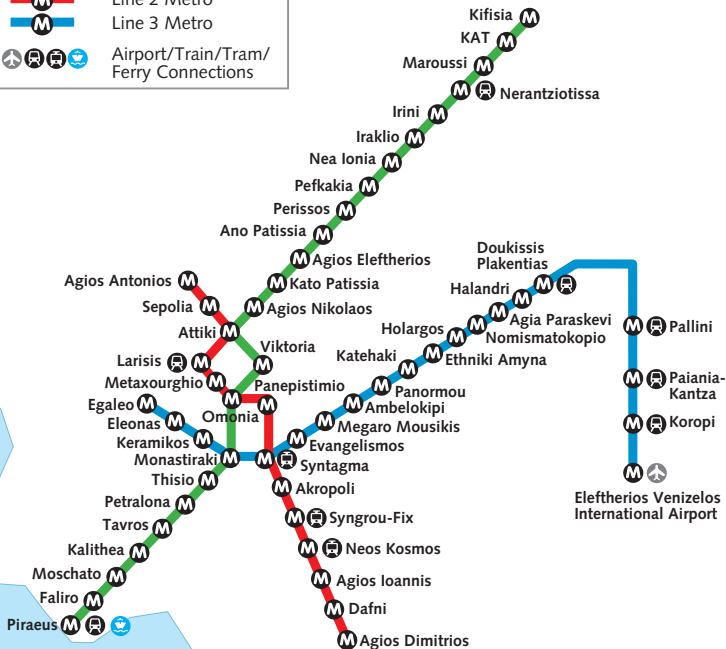 Line 2 Metro
M
Line 3 Metro
Airport/Train/Tram/
Ferry Connections
Kifisia
KAT
Maroussi
Nerantziotissa
Irini
Iraklio
Nea Ionia
Pefkakia
Perissos
Ano Patissia
Agios Eleftherios
Kato Patissia
Agios Nikolaos
Agios Antonios
Sepolia
Attiki
Viktoria
Larisis
Metaxourghio
Panepistimio
Omonia
Egaleo
Eleonas
Keramikos
Monastiraki
Thisio
Petralona
Tavros
Kalithea
Moschato
Faliro
Piraeus
Doukissis
Plakentias
Halandri
Agia Paraskevi
Nomismatokopio
Holargos
Ethniki Amyna
Katehaki
Panormou
Ambelokipi
Megaro Mousikis
Evangelismos
Syntagma
Akropoli
Syngrou-Fix
Neos Kosmos
Agios Ioannis
Dafni
Agios Dimitrios
Pallini
Paiania-
Kantza
Koropi
Eleftherios Venizelos
International Airport